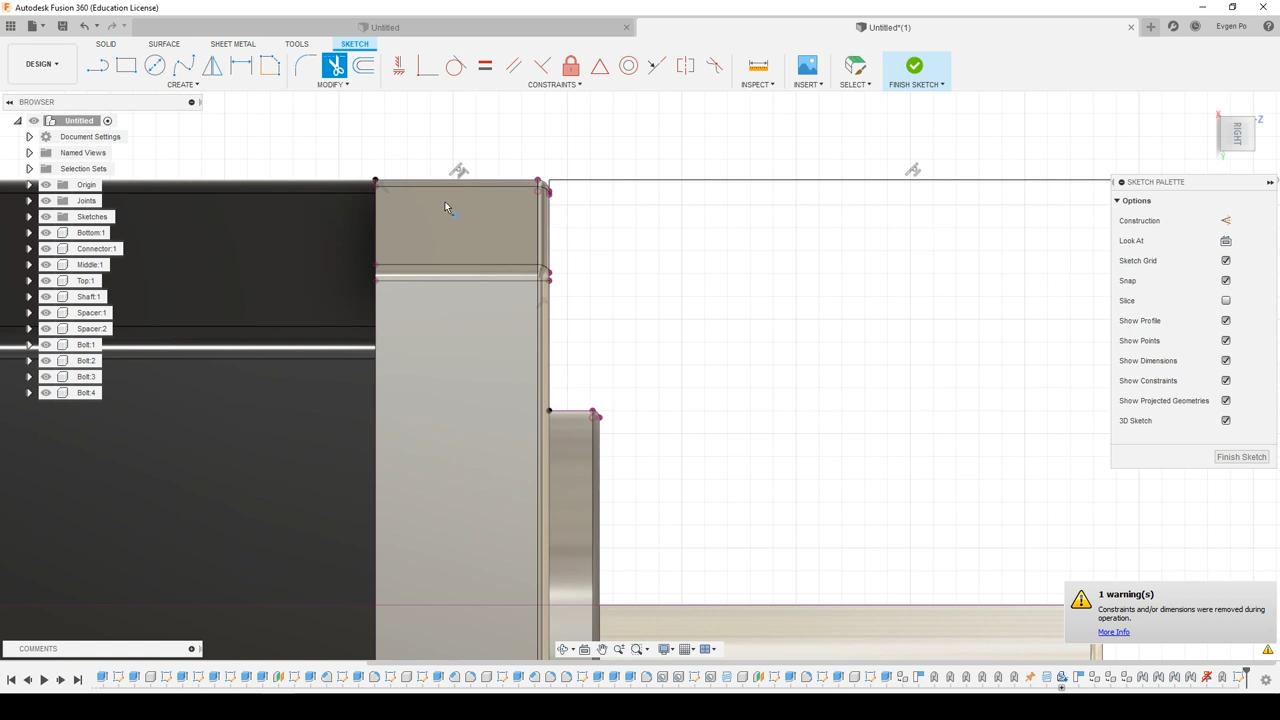 Autodesk Fusion 360 (Education License)
Untitled
Untitled*(1)
Evgen Po
DESIGN
SOLID
SURFACE
SHEET METAL
TOOLS
SKETCH
CREATE
MODIFY
CONSTRAINTS
INSPECT
INSERT
SELECT
FINISH SKETCH
BROWSER
Untitled
Document Settings
Named Views
Selection Sets
Origin
Joints
Sketches
Bottom:1
Connector:1
Middle:1
Top:1
Shaft:1
Spacer:1
Spacer:2
Bolt:1
Bolt:2
Bolt:3
Bolt:4
X
Z
Y
RIGHT
SKETCH PALETTE
Options
Construction
Look At
Sketch Grid
Snap
Slice
Show Profile
Show Points
Show Dimensions
Show Constraints
Show Projected Geometries
3D Sketch
Finish Sketch
1 warning(s)
Constraints and/or dimensions were removed during
operation.
More Info
COMMENTS